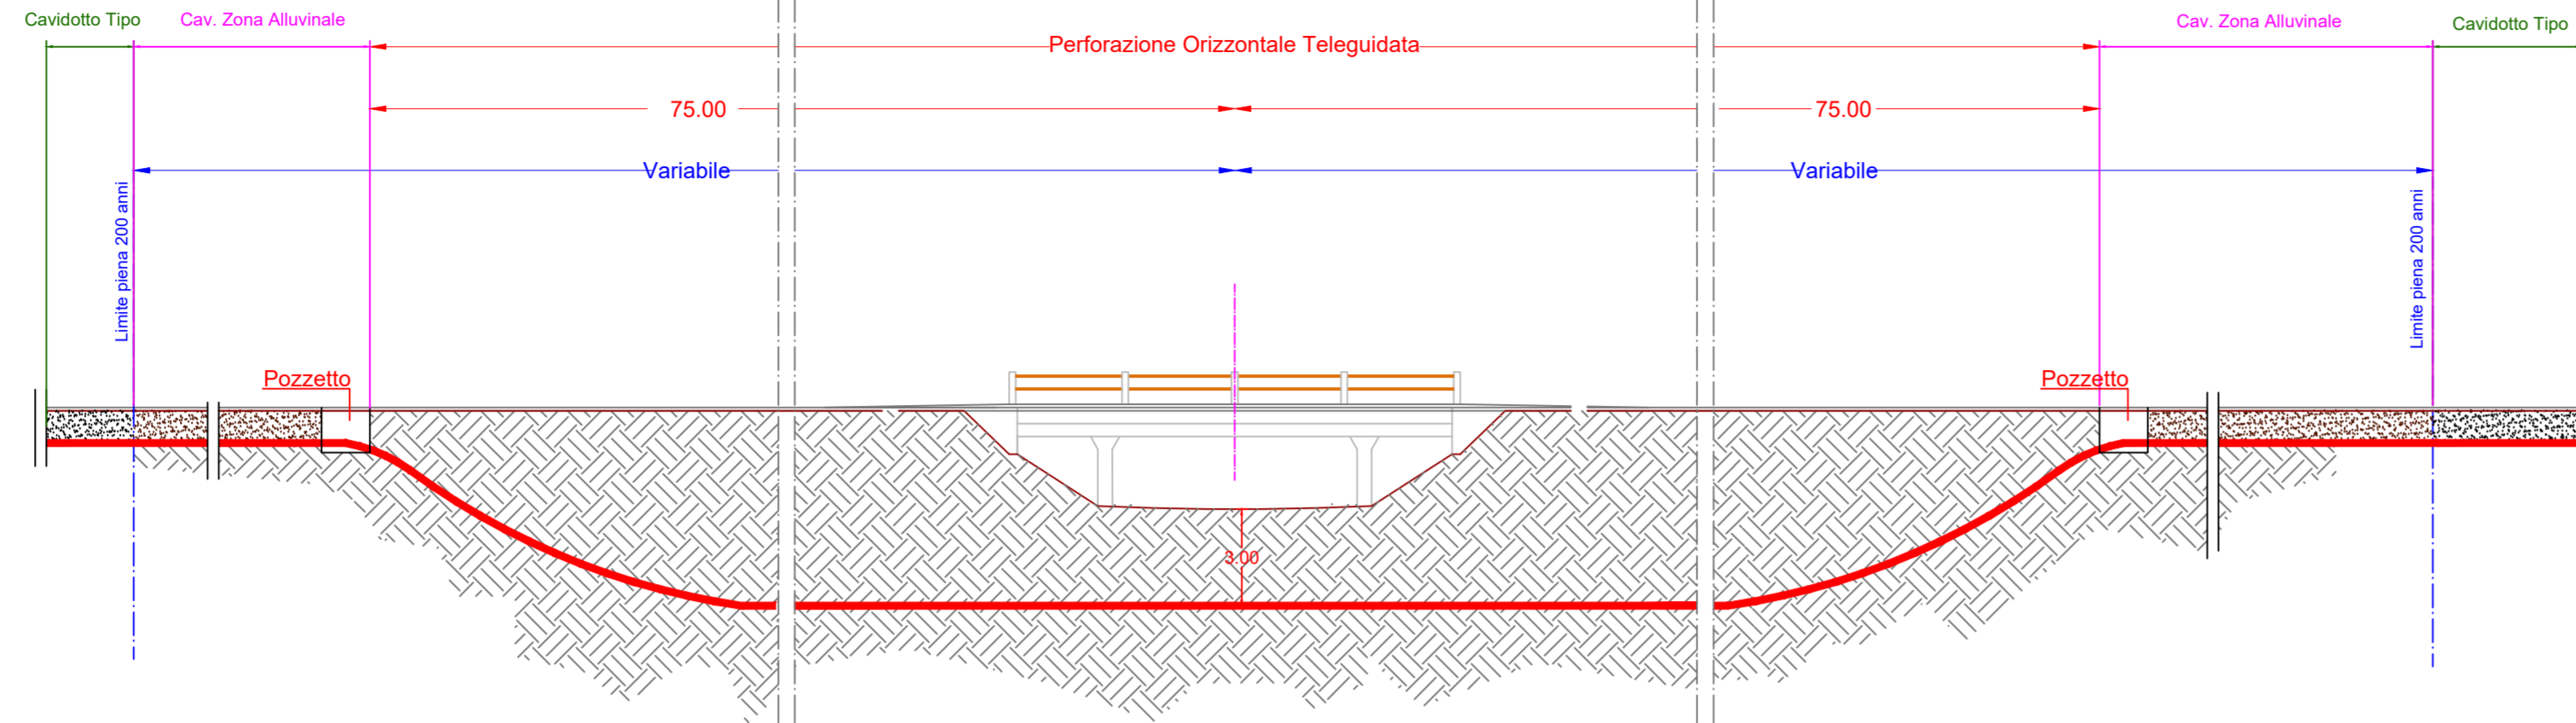 Cavidotto Tipo
Cav. Zona Alluvinale
Cav. Zona Alluvinale
Cavidotto Tipo
Perforazione Orizzontale Teleguidata
75.00
75.00
Variabile
Variabile
Limite piena 200 anni
Limite piena 200 anni
Pozzetto
Pozzetto
3.00